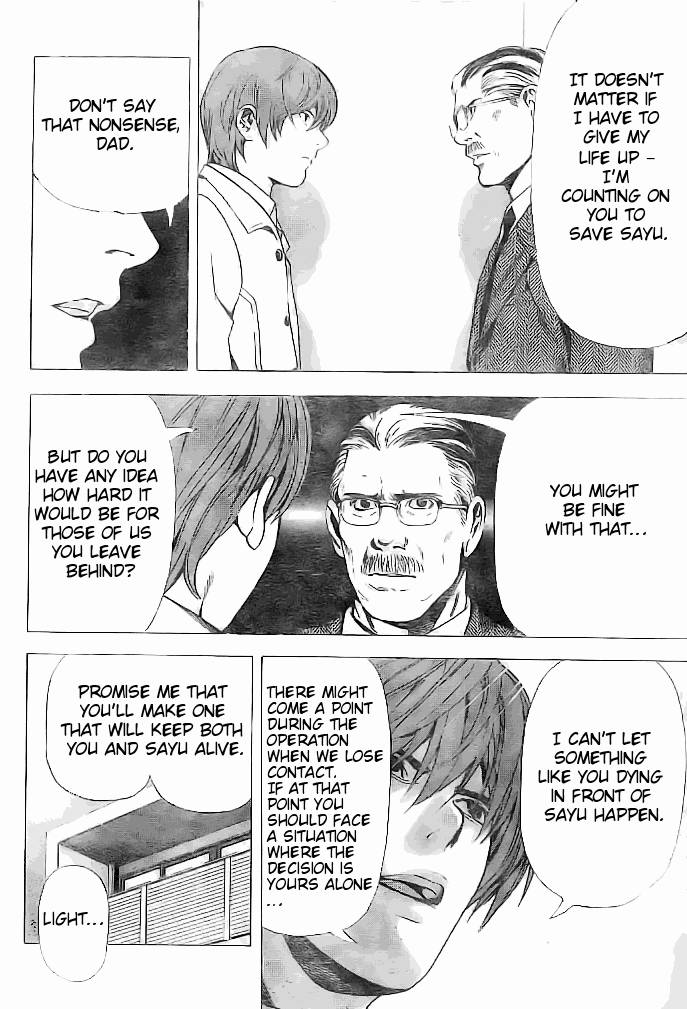 IT DOESN'T
MATTER IF
I HAVE TO
GIVE MY
LIFE UP –
I'M
COUNTING ON
YOU TO
SAVE SAYU.
DON'T SAY
THAT NONSENSE,
DAD.
YOU MIGHT
BE FINE
WITH THAT...
BUT DO YOU
HAVE ANY IDEA
HOW HARD IT
WOULD BE FOR
THOSE OF US
YOU LEAVE
BEHIND?
I CAN'T LET
SOMETHING
LIKE YOU DYING
IN FRONT OF
SAYU HAPPEN.
THERE MIGHT
COME A POINT
DURING THE
OPERATION
WHEN WE LOSE
CONTACT.
IF AT THAT
POINT YOU
SHOULD FACE
A SITUATION
WHERE THE
DECISION IS
YOURS ALONE
...
PROMISE ME THAT
YOU'LL MAKE ONE
THAT WILL KEEP BOTH
YOU AND SAYU ALIVE.
LIGHT...